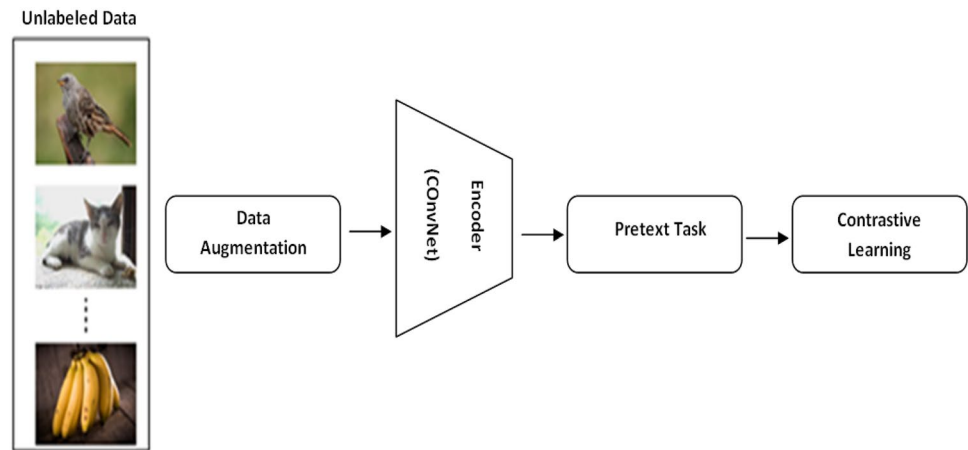 Unlabeled Data
Data
Augmentation
Encoder
(COnvNet)
Pretext Task
Contrastive
Learning